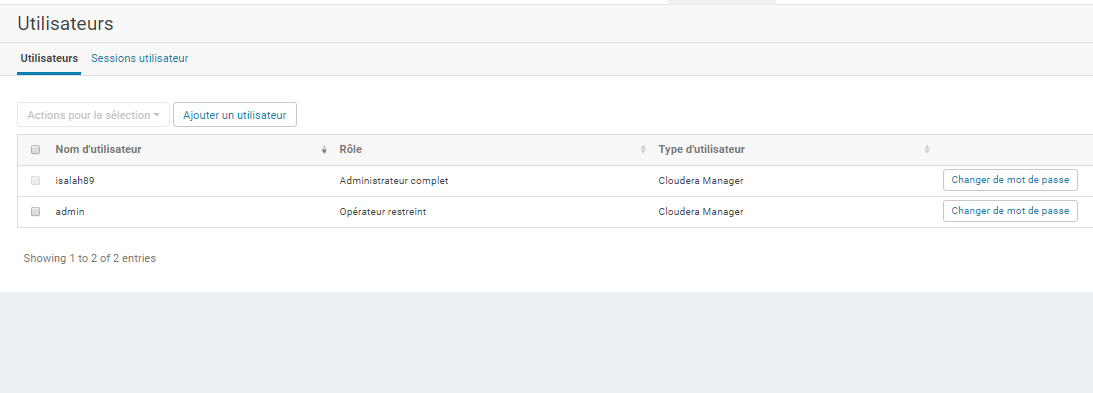 Utilisateurs
Utilisateurs Sessions utilisateur
Actions pour la sélection Ajouter un utilisateur
Nom d'utilisateur Rôle Type d'utilisateur
isalah89 Administrateur complet Cloudera Manager Changer de mot de passe
admin Opérateur restreint Cloudera Manager Changer de mot de passe
Showing 1 to 2 of 2 entries